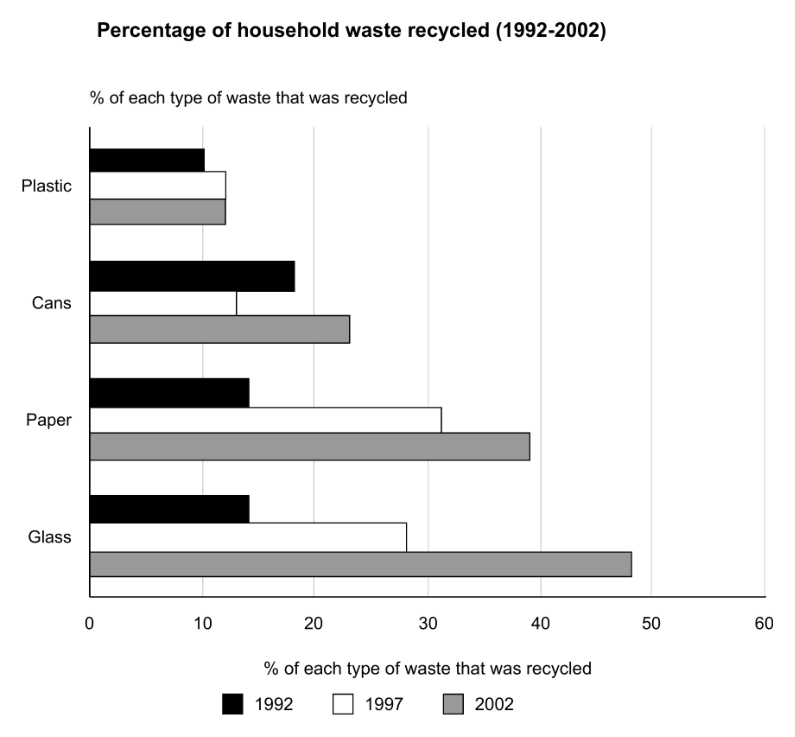 Percentage of household waste recycled (1992-2002)
% of each type of waste that was recycled
Plastic
Cans
Paper
Glass
0 10 20 30 40 50 60
% of each type of waste that was recycled
1992 1997 2002